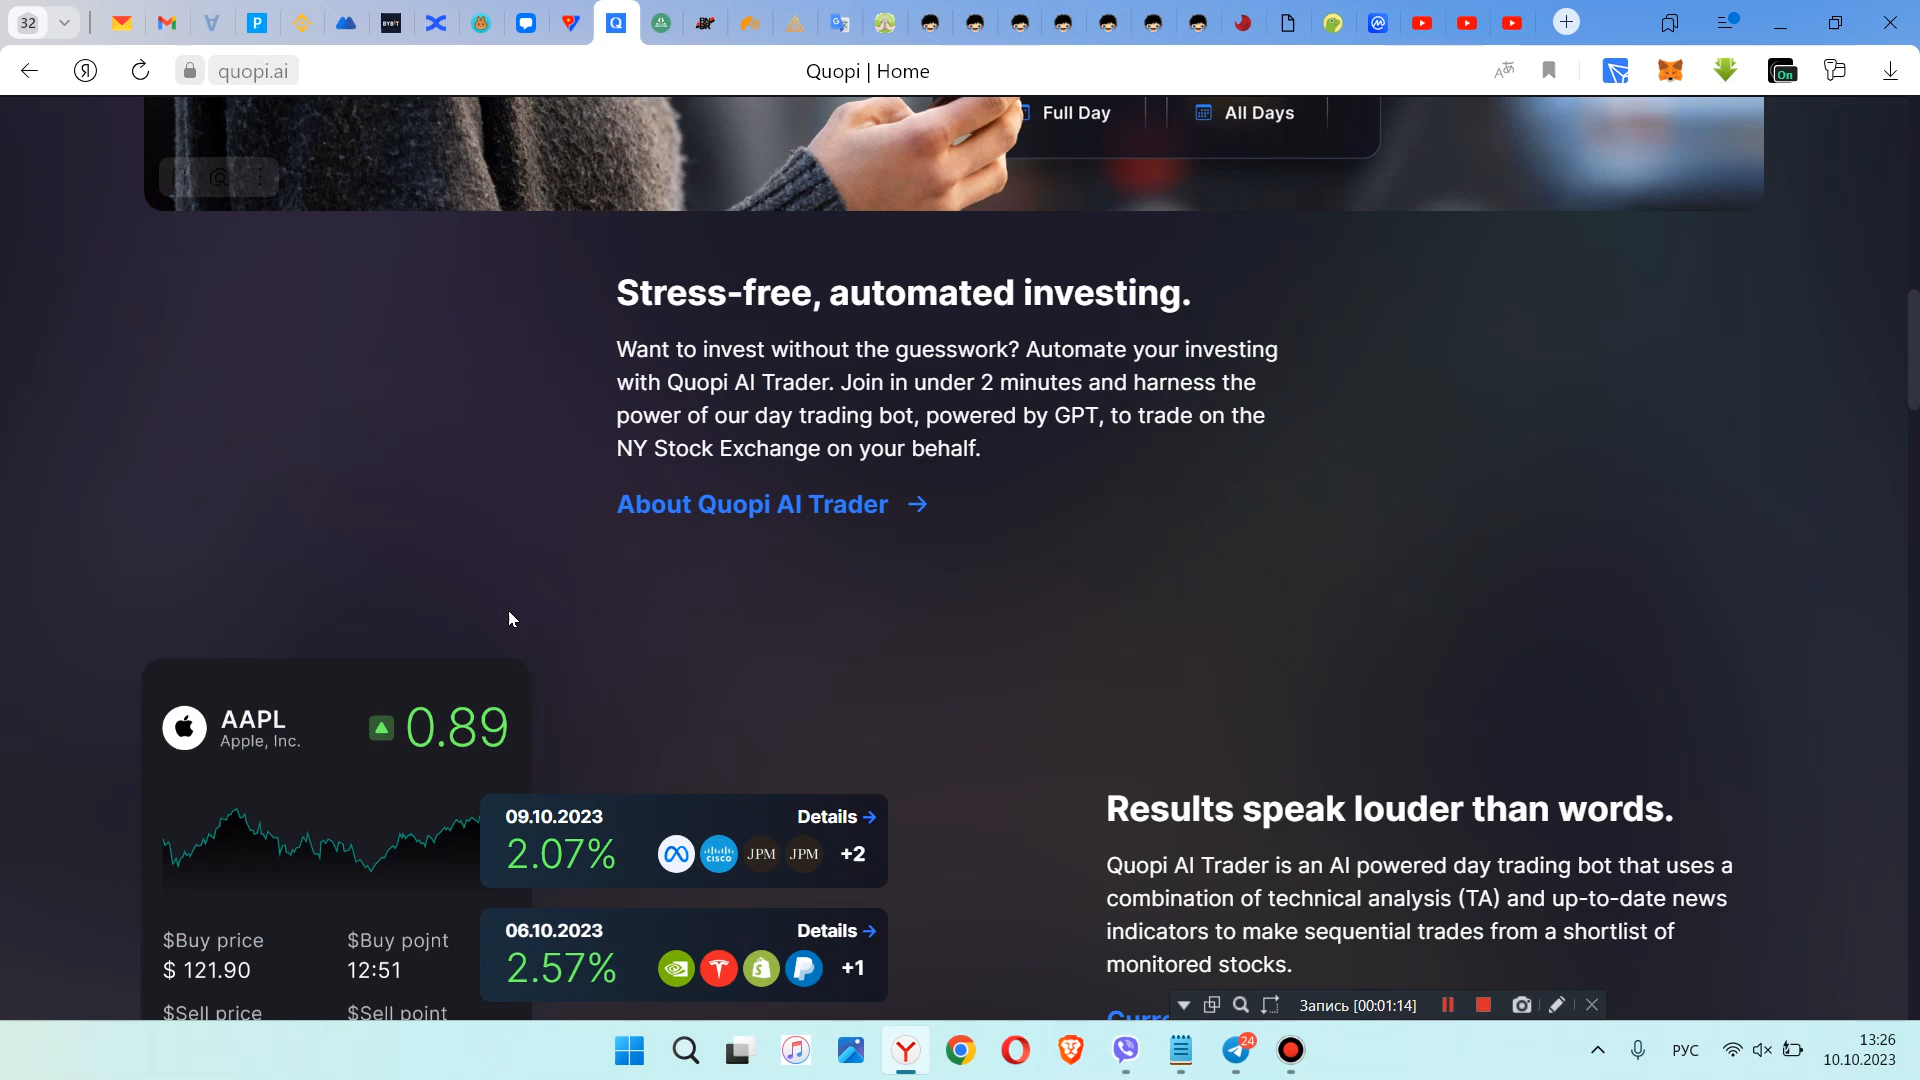 32
quopi.ai
Quopi | Home
On
Full Day
All Days
Stress-free, automated investing.
Want to invest without the guesswork? Automate your investing
with Quopi AI Trader. Join in under 2 minutes and harness the
power of our day trading bot, powered by GPT, to trade on the
NY Stock Exchange on your behalf.
About Quopi AI Trader →
AAPL
Apple, Inc.
0.89
09.10.2023
Details →
2.07%
CISCO
JPM
JPM
+2
06.10.2023
Details →
2.57%
+1
$Buy price
$ 121.90
$Buy pojnt
12:51
$Sell price
$Sell point
Results speak louder than words.
Quopi AI Trader is an AI powered day trading bot that uses a
combination of technical analysis (TA) and up-to-date news
indicators to make sequential trades from a shortlist of
monitored stocks.
Запись [00:01:14]
24
РУС
13:26
10.10.2023